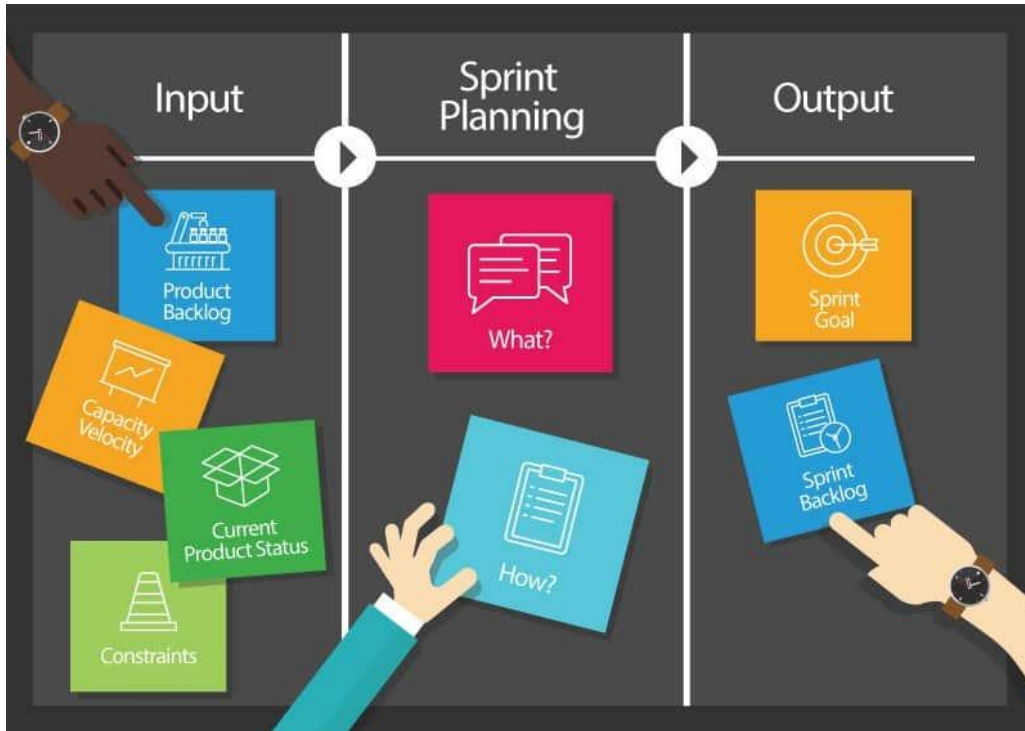 Input
Sprint
Planning
Output
Product
Backlog
Capacity
Velocity
Current
Product Status
Constraints
What?
How?
Sprint
Goal
Sprint
Backlog